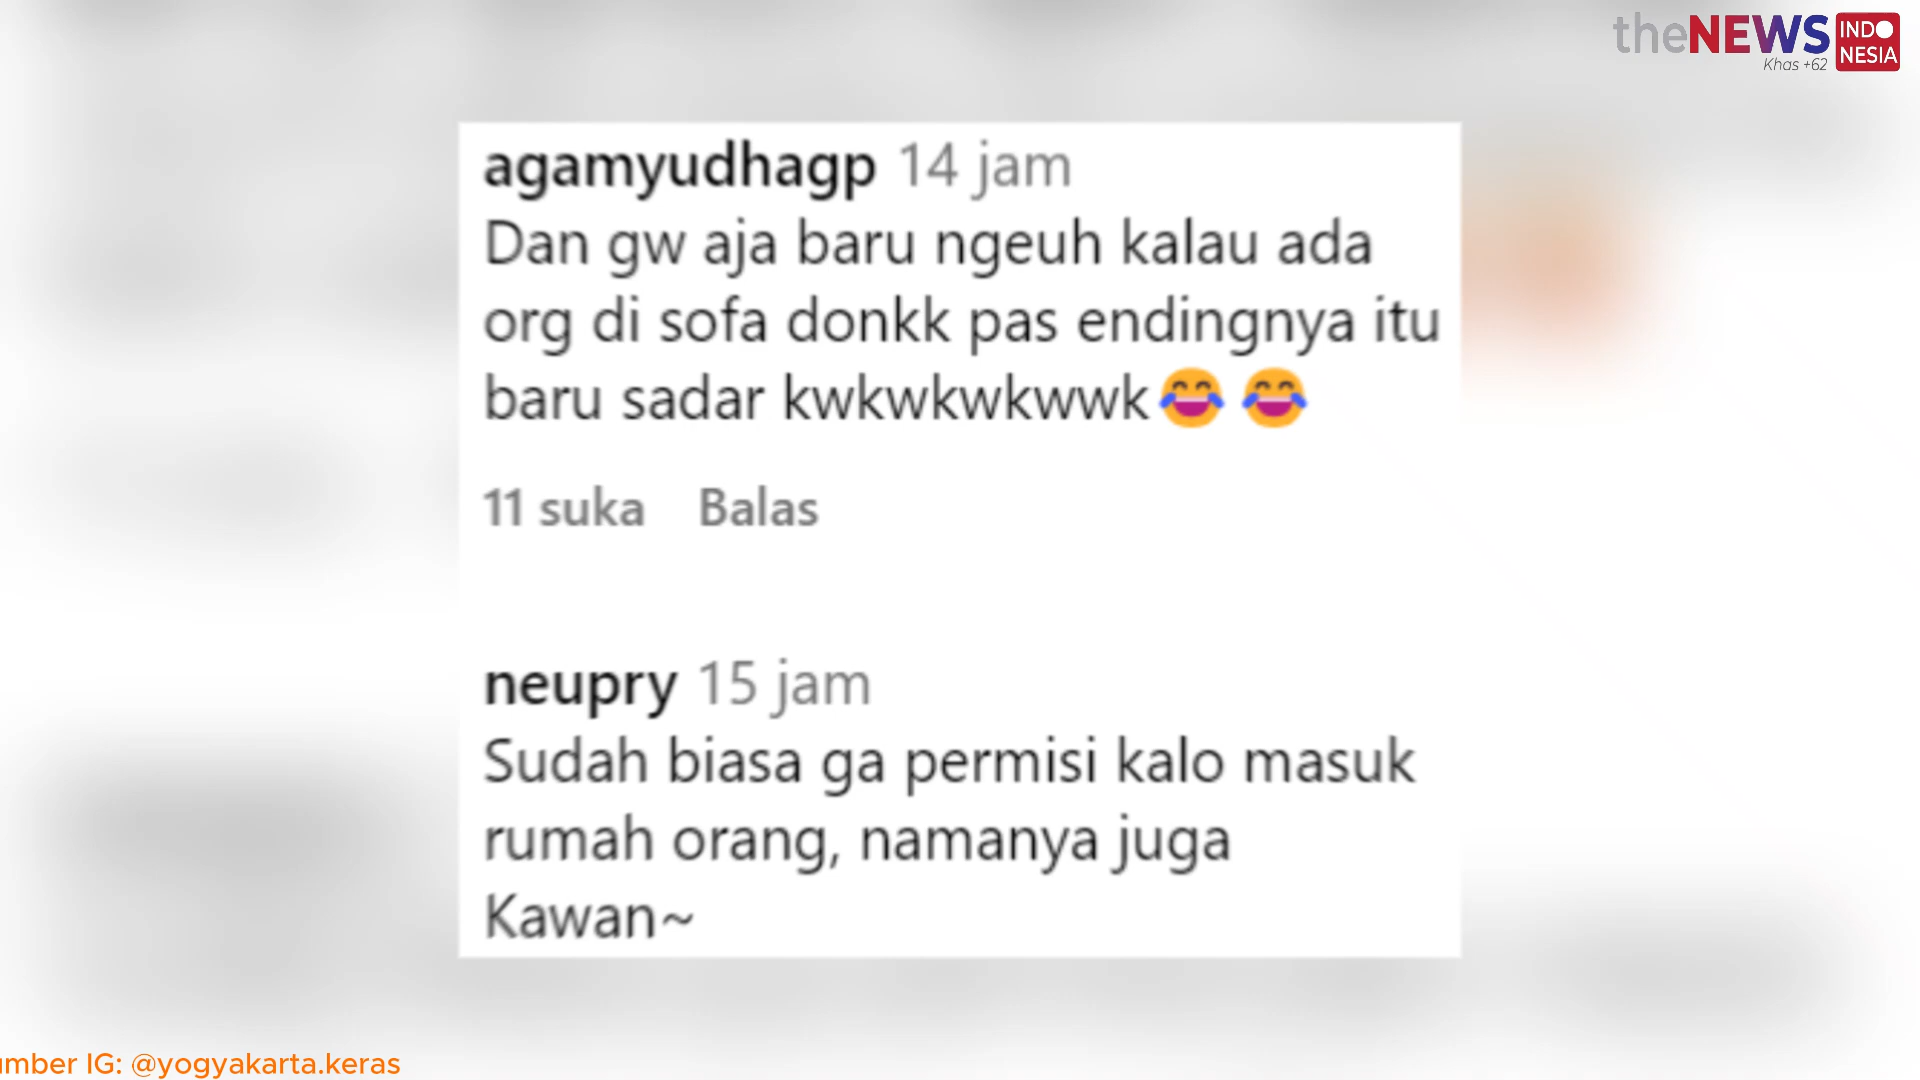 theNEWS INDO
NESIA
Khas +62
agamyudhagp 14 jam
Dan gw aja baru ngeuh kalau ada
org di sofa donkk pas endingnya itu
baru sadar kwkwkwkwwk😂 😂
11 suka Balas
neupry 15 jam
Sudah biasa ga permisi kalo masuk
rumah orang, namanya juga
Kawan~
umber IG: @yogyakarta.keras